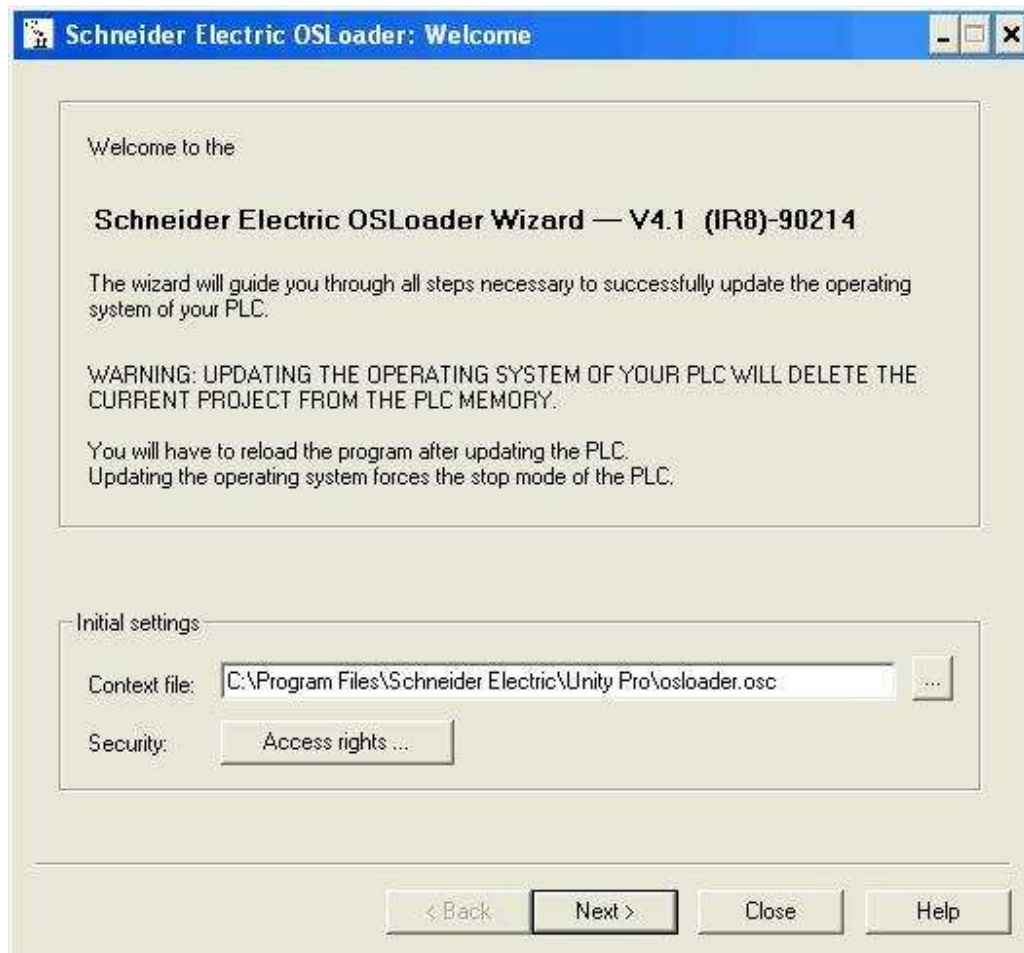 Schneider Electric OSLoader: Welcome
Welcome to the
Schneider Electric OSLoader Wizard — V4.1 (IR8)-90214
The wizard will guide you through all steps necessary to successfully update the operating
system of your PLC.
WARNING: UPDATING THE OPERATING SYSTEM OF YOUR PLC WILL DELETE THE
CURRENT PROJECT FROM THE PLC MEMORY.
You will have to reload the program after updating the PLC.
Updating the operating system forces the stop mode of the PLC.
Initial settings
Context file: C:\Program Files\Schneider Electric\Unity Pro\osloader.osc ...
Security: Access rights ...
< Back Next > Close Help